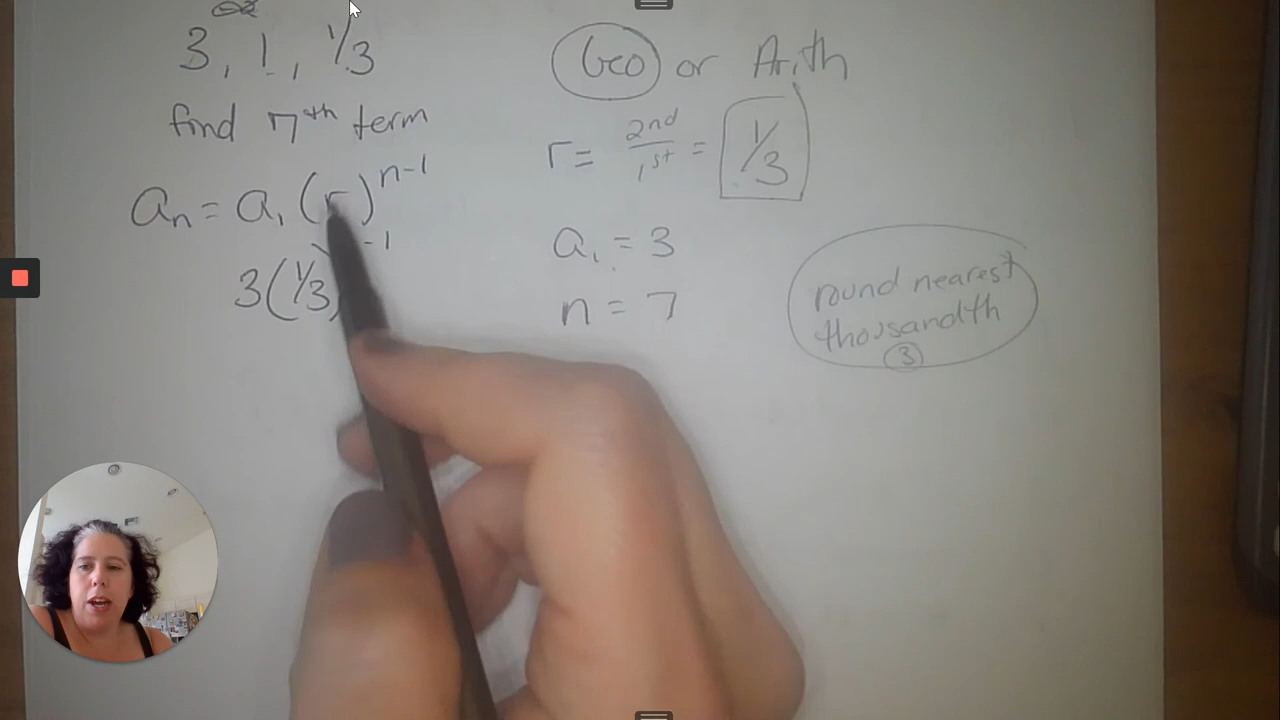 3, 1, 1/3
find 7th term
aₙ = a₁ (r)ⁿ⁻¹
3(1/3) -1
Geo or Arith
r = 2nd/1st = 1/3
a₁ = 3
n = 7
round nearest
thousandth
3